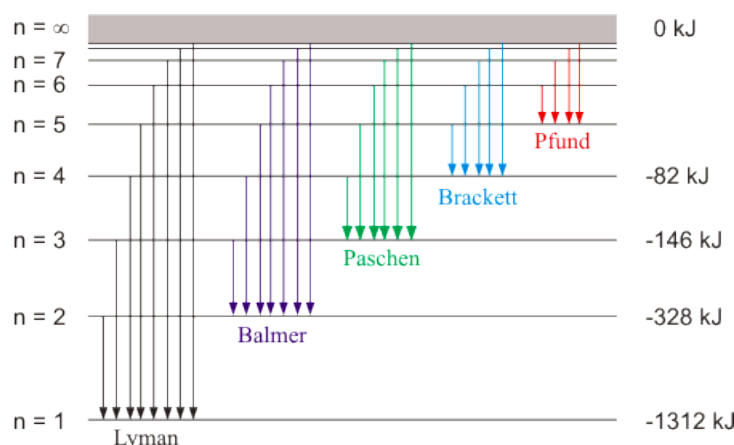 n = ∞ 0 kJ
n = 7
n = 6
n = 5
Pfund
n = 4 -82 kJ
Brackett
n = 3 -146 kJ
Paschen
n = 2 -328 kJ
Balmer
n = 1 -1312 kJ
Lyman